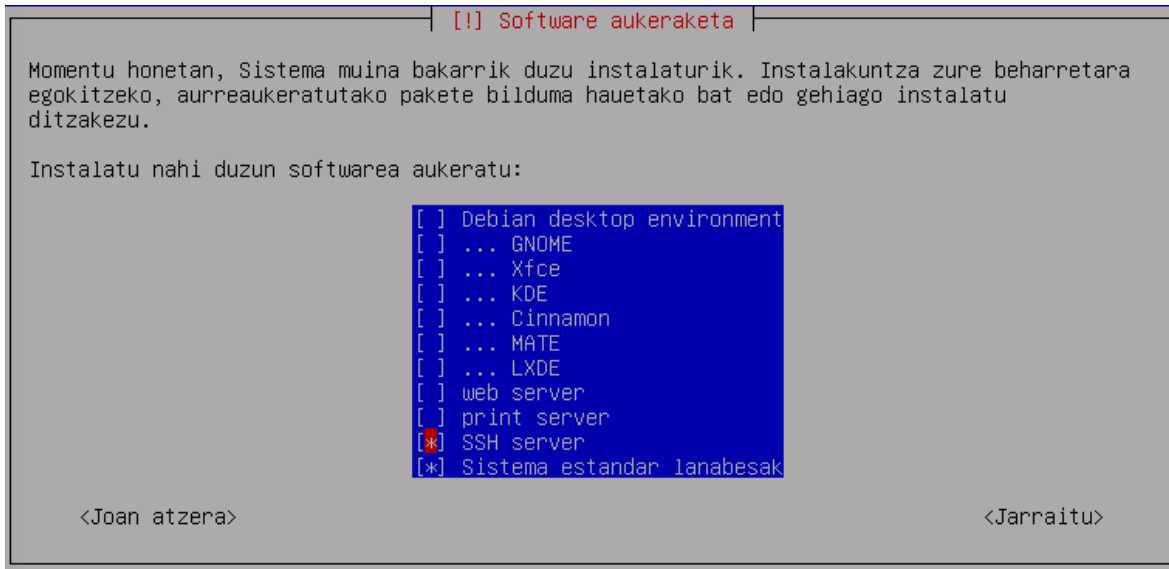 [!] Software aukeraketa
Momentu honetan, Sistema muina bakarrik duzu instalaturik. Instalakuntza zure beharretara
egokitzeko, aurreaukeratutako pakete bilduma hauetako bat edo gehiago instalatu
ditzakezu.
Instalatu nahi duzun softwarea aukeratu:
[ ] Debian desktop environment
[ ] ... GNOME
[ ] ... Xfce
[ ] ... KDE
[ ] ... Cinnamon
[ ] ... MATE
[ ] ... LXDE
[ ] web server
[ ] print server
[*] SSH server
[*] Sistema estandar lanabesak
<Joan atzera> <Jarraitu>